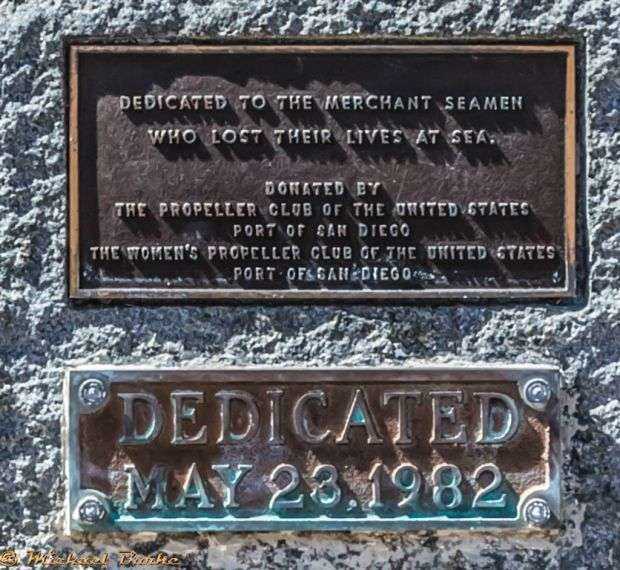 DEDICATED TO THE MERCHANT SEAMEN
WHO LOST THEIR LIVES AT SEA.
DONATED BY
THE PROPELLER CLUB OF THE UNITED STATES
PORT OF SAN DIEGO
THE WOMEN'S PROPELLER CLUB OF THE UNITED STATES
PORT OF SAN DIEGO
DEDICATED
MAY 23, 1982
© Michael